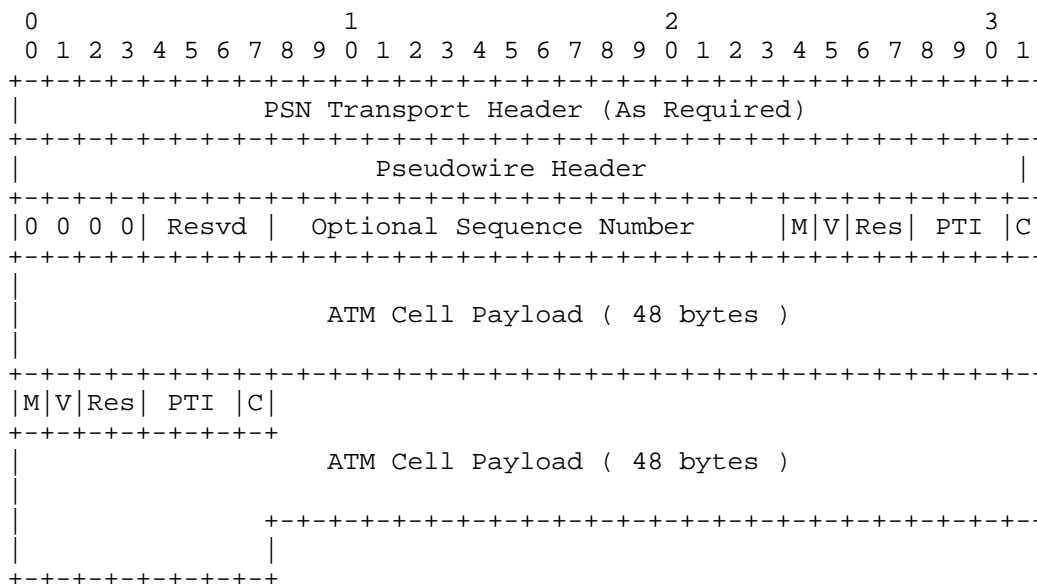 0                   1                   2                   3
 0 1 2 3 4 5 6 7 8 9 0 1 2 3 4 5 6 7 8 9 0 1 2 3 4 5 6 7 8 9 0 1
+-+-+-+-+-+-+-+-+-+-+-+-+-+-+-+-+-+-+-+-+-+-+-+-+-+-+-+-+-+-+-+--
|               PSN Transport Header (As Required)
+-+-+-+-+-+-+-+-+-+-+-+-+-+-+-+-+-+-+-+-+-+-+-+-+-+-+-+-+-+-+-+--
|                      Pseudowire Header                       |
+-+-+-+-+-+-+-+-+-+-+-+-+-+-+-+-+-+-+-+-+-+-+-+-+-+-+-+-+-+-+-+--
|0 0 0 0| Resvd |  Optional Sequence Number     |M|V|Res| PTI |C
+-+-+-+-+-+-+-+-+-+-+-+-+-+-+-+-+-+-+-+-+-+-+-+-+-+-+-+-+-+-+-+--
|
|                   ATM Cell Payload ( 48 bytes )
|
+-+-+-+-+-+-+-+-+-+-+-+-+-+-+-+-+-+-+-+-+-+-+-+-+-+-+-+-+-+-+-+--
|M|V|Res| PTI |C|
+-+-+-+-+-+-+-+-+
|                   ATM Cell Payload ( 48 bytes )
|
|               +-+-+-+-+-+-+-+-+-+-+-+-+-+-+-+-+-+-+-+-+-+-+-+--
|               |
+-+-+-+-+-+-+-+-+